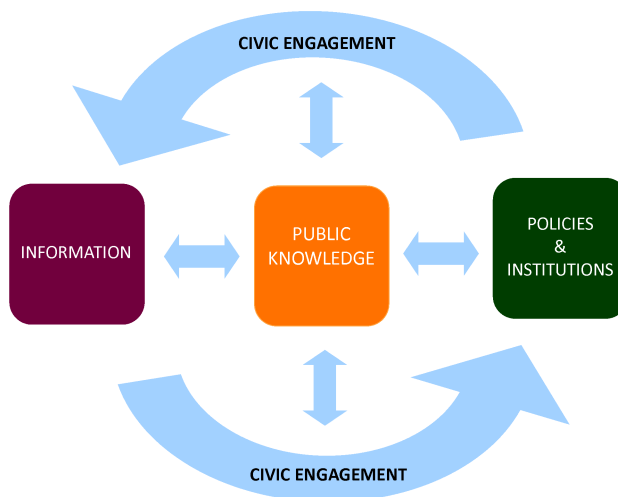 CIVIC ENGAGEMENT
INFORMATION
PUBLIC
KNOWLEDGE
POLICIES
&
INSTITUTIONS
CIVIC ENGAGEMENT